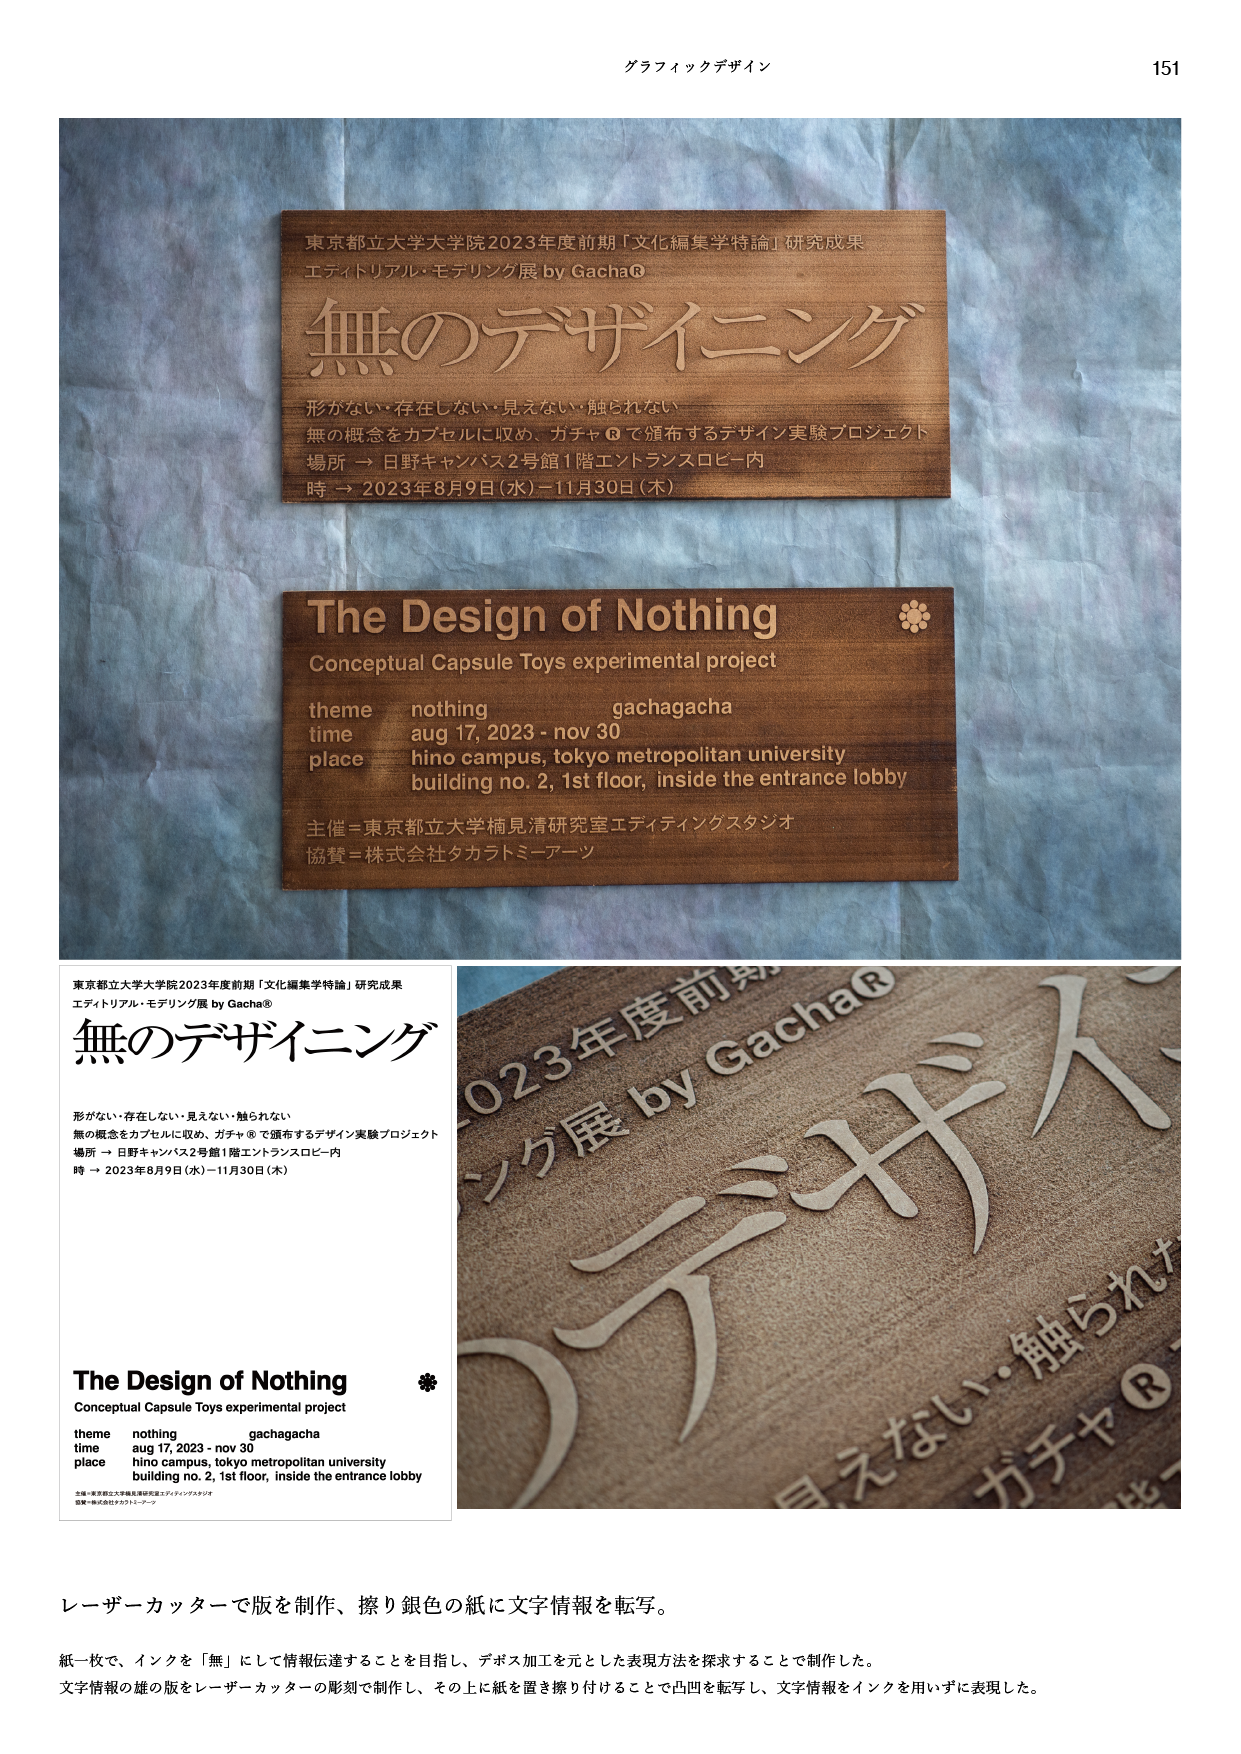 グラフィックデザイン 151
東京都立大学大学院2023年度前期「文化編集学特論」研究成果
エディトリアル・モデリング展 by Gacha®
無のデザイニング
形がない・存在しない・見えない・触られない
無の概念をカプセルに収め、ガチャ®で頒布するデザイン実験プロジェクト
場所 → 日野キャンパス2号館1階エントランスロビー内
時 → 2023年8月9日(水)−11月30日(木)
The Design of Nothing
Conceptual Capsule Toys experimental project
theme nothing gachagacha
time aug 17, 2023 - nov 30
place hino campus, tokyo metropolitan university
building no. 2, 1st floor, inside the entrance lobby
主催=東京都立大学楠見清研究室エディティングスタジオ
協賛=株式会社タカラトミーアーツ
東京都立大学大学院2023年度前期「文化編集学特論」研究成果
エディトリアル・モデリング展 by Gacha®
無のデザイニング
形がない・存在しない・見えない・触られない
無の概念をカプセルに収め、ガチャ®で頒布するデザイン実験プロジェクト
場所 → 日野キャンパス2号館1階エントランスロビー内
時 → 2023年8月9日(水)−11月30日(木)
The Design of Nothing
Conceptual Capsule Toys experimental project
theme nothing gachagacha
time aug 17, 2023 - nov 30
place hino campus, tokyo metropolitan university
building no. 2, 1st floor, inside the entrance lobby
主催=東京都立大学楠見清研究室エディティングスタジオ
協賛=株式会社タカラトミーアーツ
023年度前期
ング展 by Gacha®
のデザイ
見えない・触られた
ガチャ®
レーザーカッターで版を制作、擦り銀色の紙に文字情報を転写。
紙一枚で、インクを「無」にして情報伝達することを目指し、デボス加工を元とした表現方法を探求することで制作した。
文字情報の雄の版をレーザーカッターの彫刻で制作し、その上に紙を置き擦り付けることで凸凹を転写し、文字情報をインクを用いずに表現した。